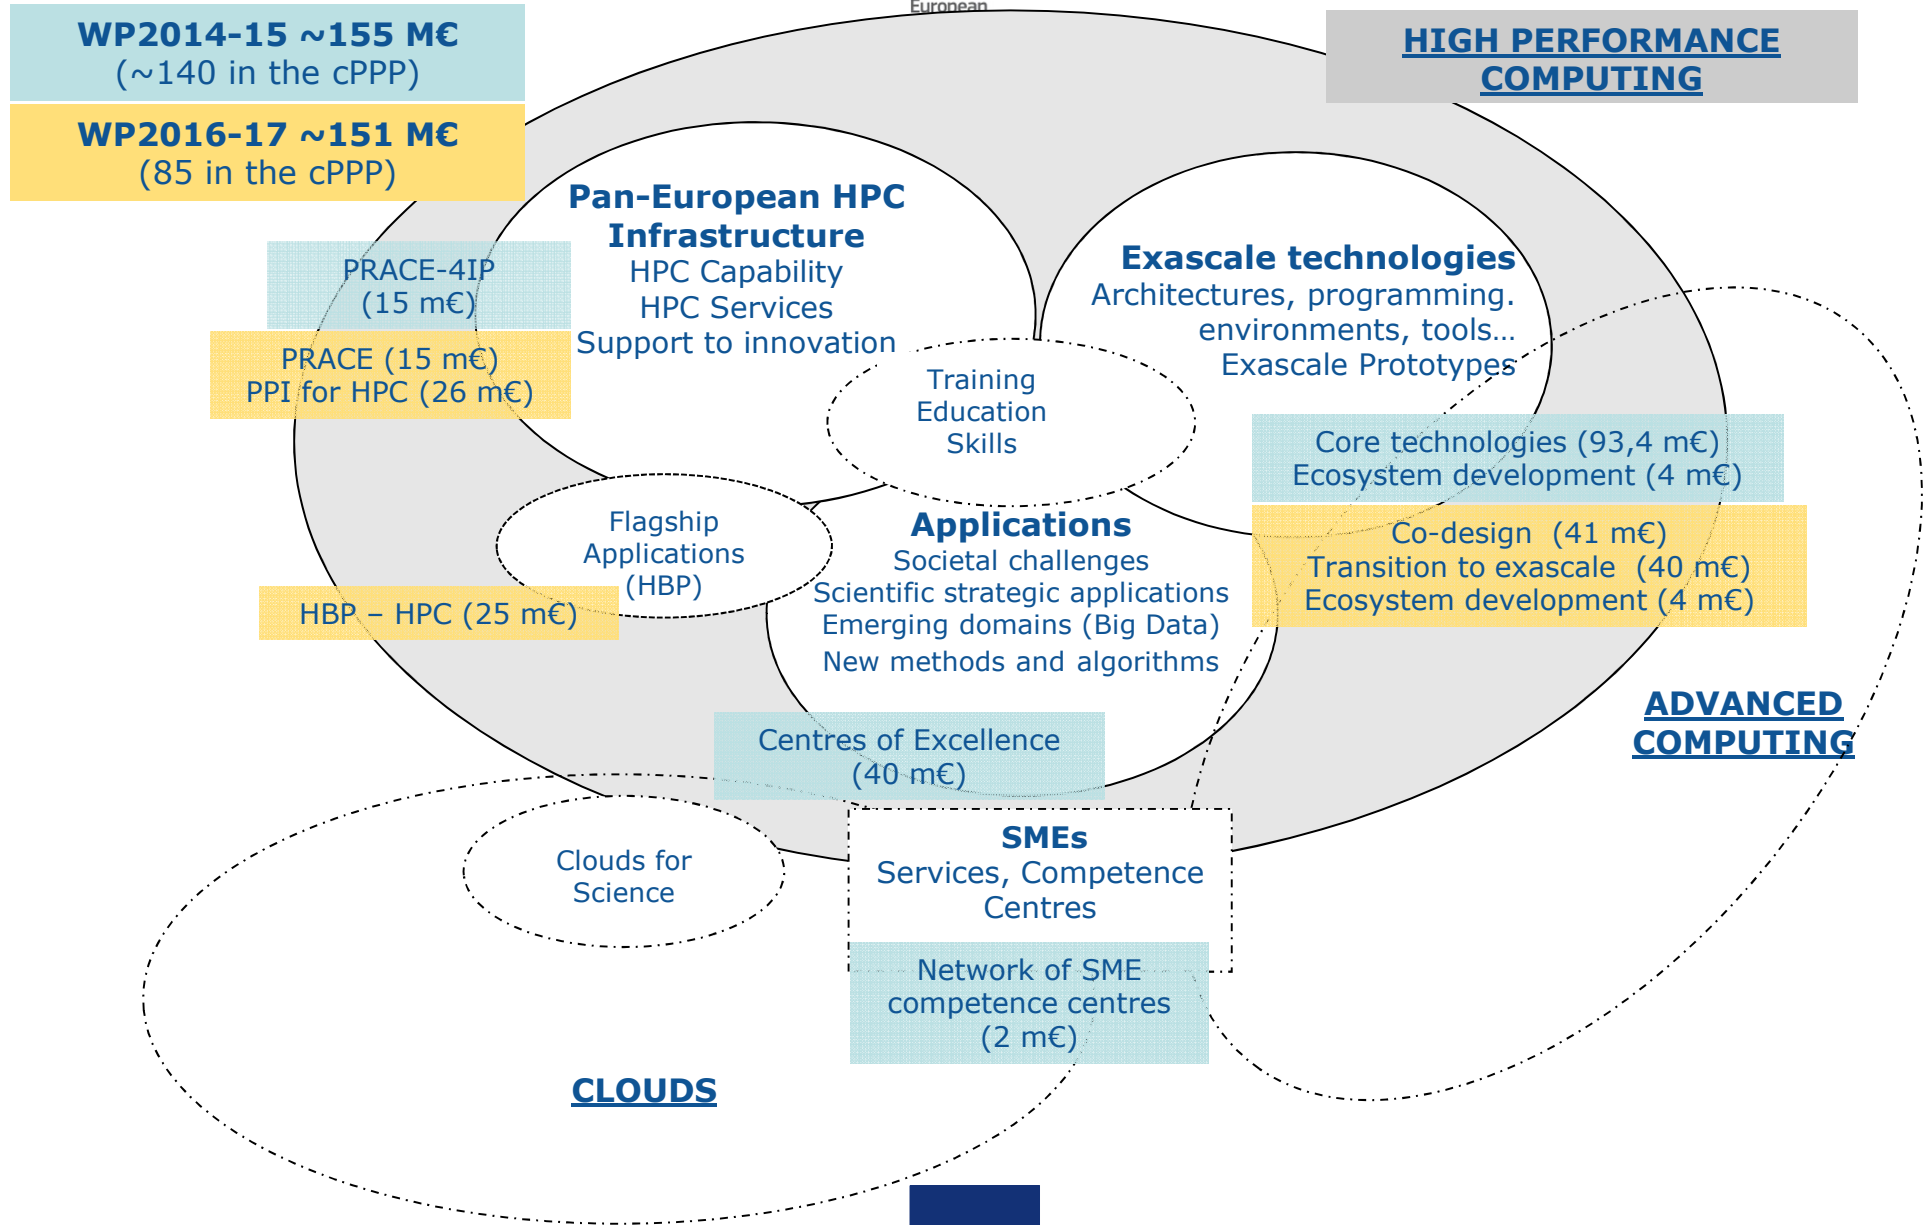 European
WP2014-15 ~155 M€
(~140 in the cPPP)
WP2016-17 ~151 M€
(85 in the cPPP)
HIGH PERFORMANCE
COMPUTING
Pan-European HPC
Infrastructure
HPC Capability
HPC Services
Support to innovation
Exascale technologies
Architectures, programming.
environments, tools…
Exascale Prototypes
PRACE-4IP
(15 m€)
PRACE (15 m€)
PPI for HPC (26 m€)
Training
Education
Skills
Core technologies (93,4 m€)
Ecosystem development (4 m€)
Co-design (41 m€)
Transition to exascale (40 m€)
Ecosystem development (4 m€)
Flagship
Applications
(HBP)
HBP – HPC (25 m€)
Applications
Societal challenges
Scientific strategic applications
Emerging domains (Big Data)
New methods and algorithms
Centres of Excellence
(40 m€)
ADVANCED
COMPUTING
Clouds for
Science
SMEs
Services, Competence
Centres
Network of SME
competence centres
(2 m€)
CLOUDS